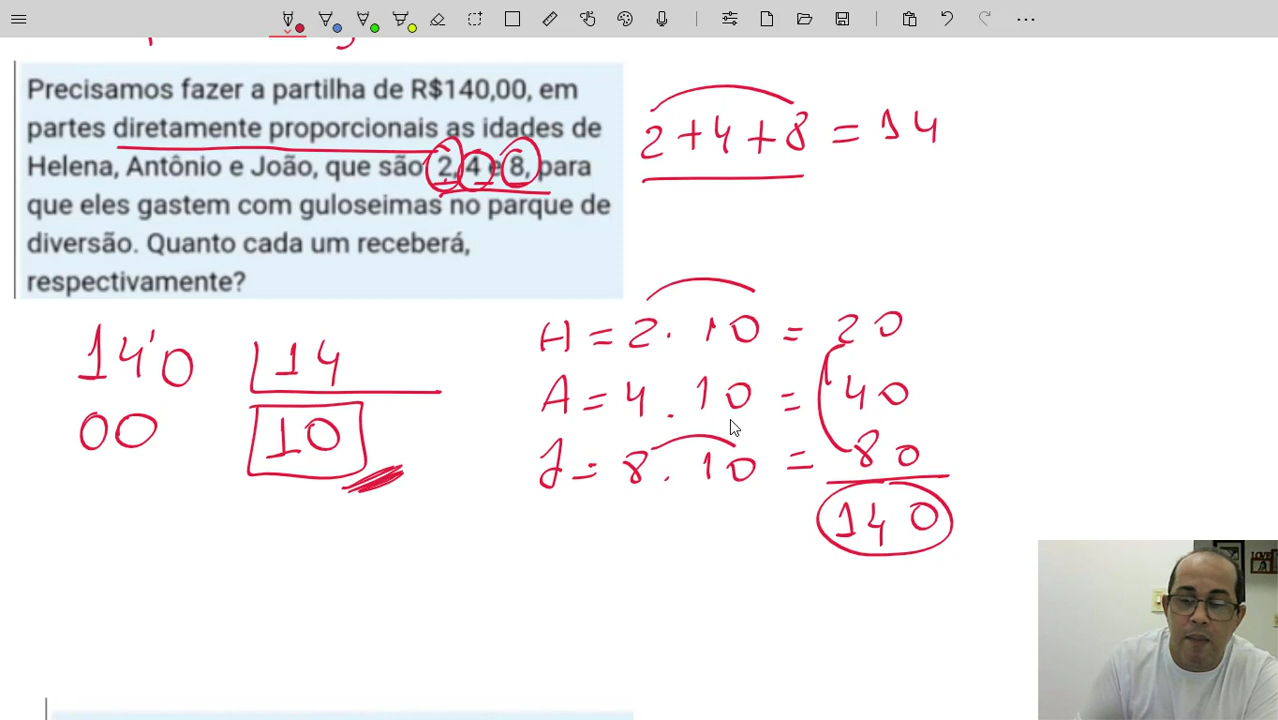 Precisamos fazer a partilha de R$140,00, em
partes diretamente proporcionais as idades de
Helena, Antônio e João, que são 2, 4 e 8, para
que eles gastem com guloseimas no parque de
diversão. Quanto cada um receberá,
respectivamente?
2+4+8 = 14
140 14
00 10
H = 2 . 10 = 20
A = 4 . 10 = 40
J = 8 . 10 = 80
140
LOVE